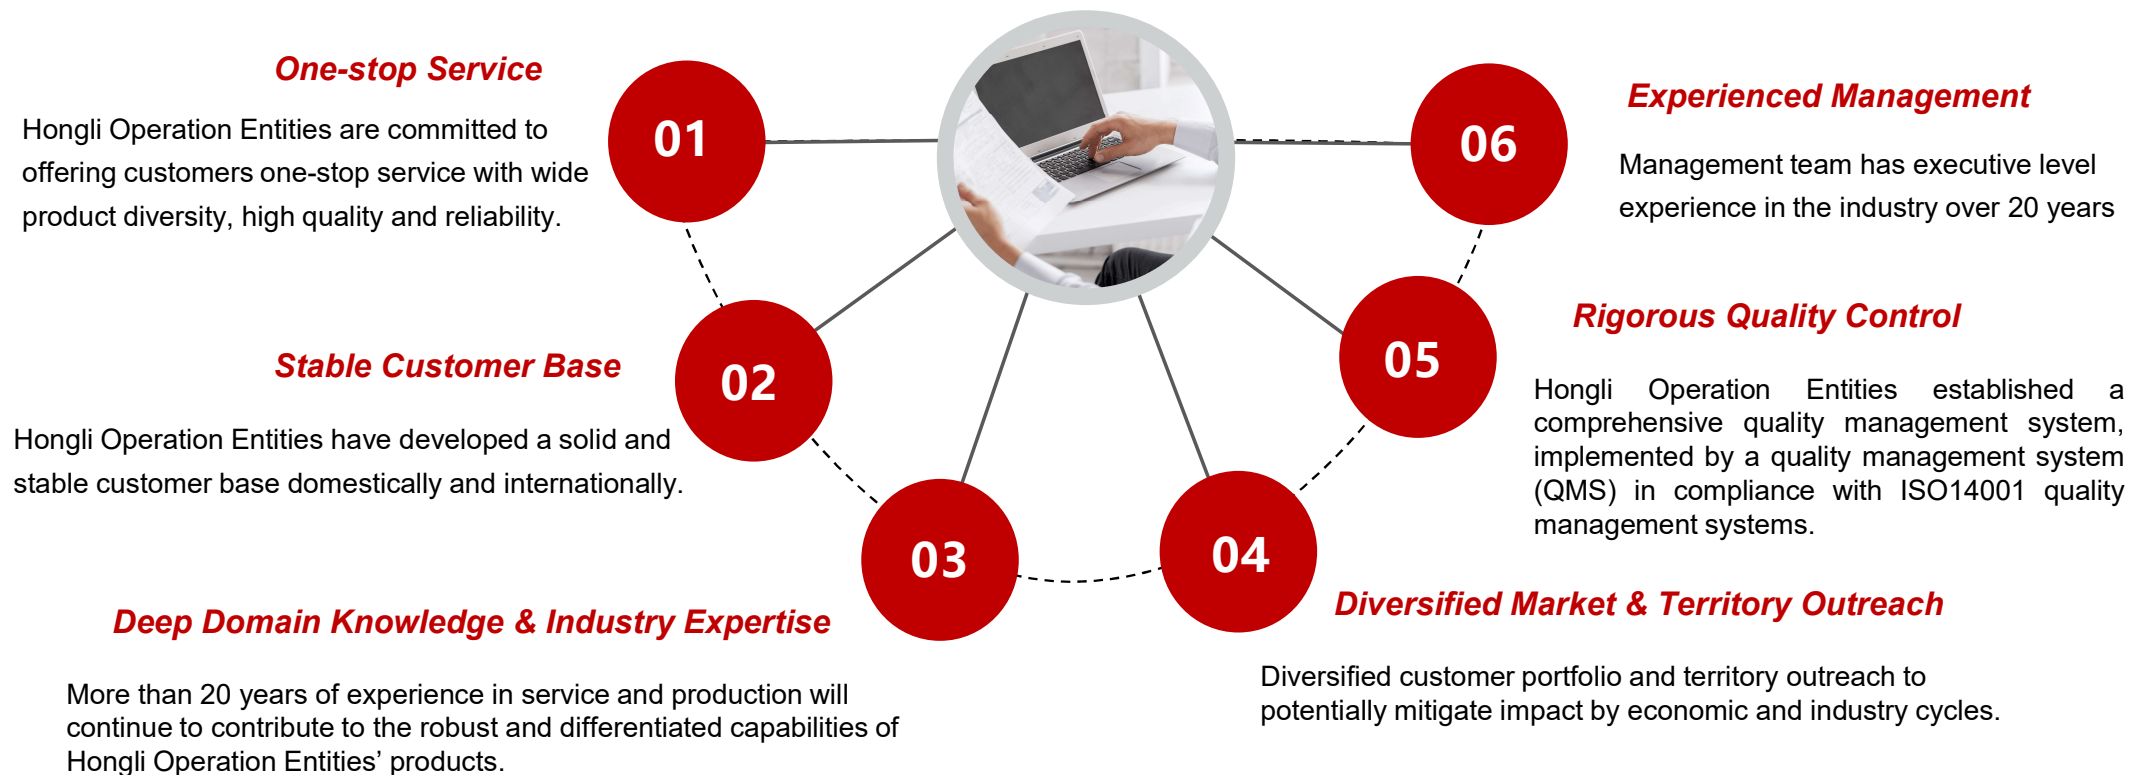 One-stop Service
Hongli Operation Entities are committed to
offering customers one-stop service with wide
product diversity, high quality and reliability.
01
Stable Customer Base
Hongli Operation Entities have developed a solid and
stable customer base domestically and internationally.
02
Deep Domain Knowledge & Industry Expertise
More than 20 years of experience in service and production will
continue to contribute to the robust and differentiated capabilities of
Hongli Operation Entities’ products.
03
04
Diversified Market & Territory Outreach
Diversified customer portfolio and territory outreach to
potentially mitigate impact by economic and industry cycles.
05
Rigorous Quality Control
Hongli Operation Entities established a
comprehensive quality management system,
implemented by a quality management system
(QMS) in compliance with ISO14001 quality
management systems.
06
Experienced Management
Management team has executive level
experience in the industry over 20 years